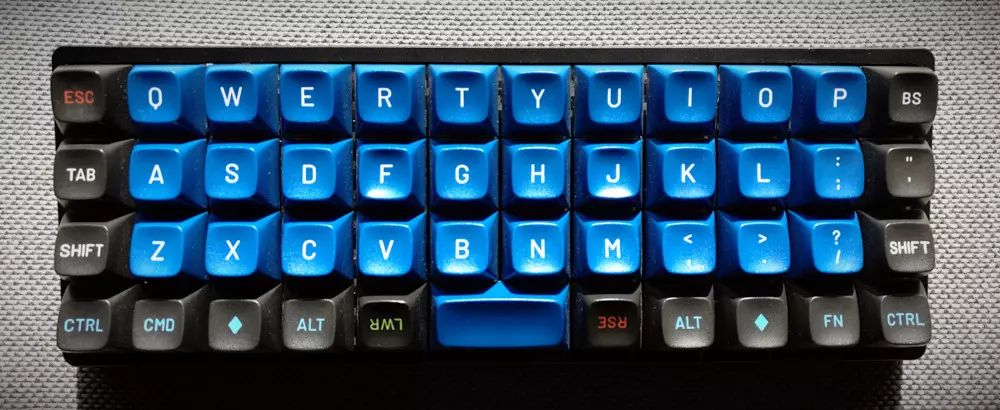 ESC Q W E R T Y U I O P BS
TAB A S D F G H J K L : ; " '
SHIFT Z X C V B N M < , > . ? / SHIFT
CTRL CMD ALT LWR RSE ALT FN CTRL